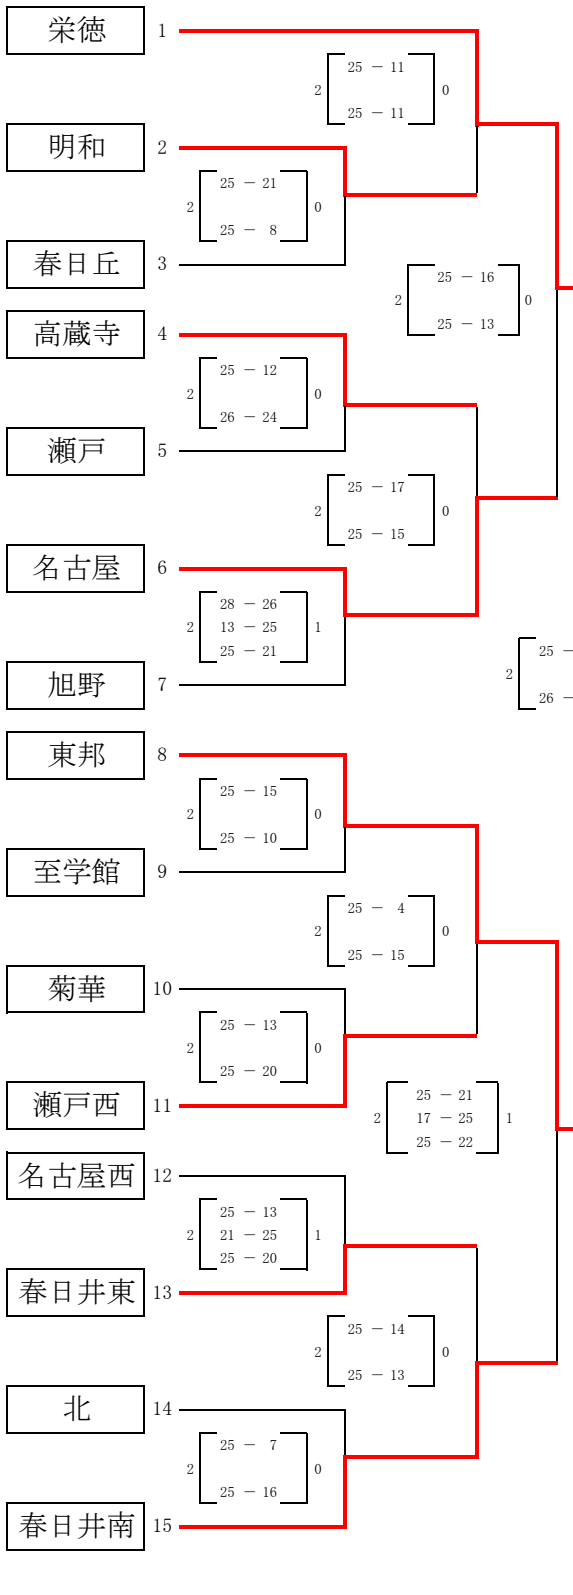 栄徳 1
25 － 11
2 0
25 － 11
明和 2
25 － 21
2 0
25 － 8
春日丘 3
25 － 16
2 0
25 － 13
高蔵寺 4
25 － 12
2 0
26 － 24
瀬戸 5
25 － 17
2 0
25 － 15
名古屋 6
28 － 26
2 13 － 25 1
25 － 21
25 －
2
26 －
旭野 7
東邦 8
25 － 15
2 0
25 － 10
至学館 9
25 － 4
2 0
25 － 15
菊華 10
25 － 13
2 0
25 － 20
瀬戸西 11
25 － 21
2 17 － 25 1
25 － 22
名古屋西 12
25 － 13
2 21 － 25 1
25 － 20
春日井東 13
25 － 14
2 0
25 － 13
北 14
25 － 7
2 0
25 － 16
春日井南 15